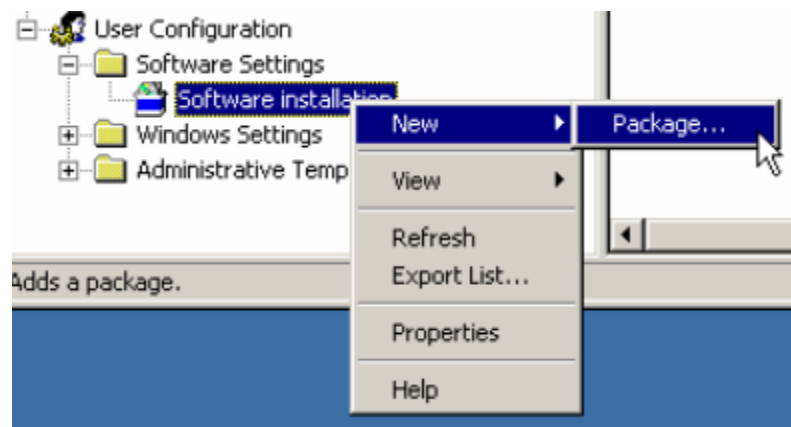 User Configuration
Software Settings
Software installation
Windows Settings
Administrative Temp
New
Package...
View
Refresh
Export List...
Properties
Help
Adds a package.